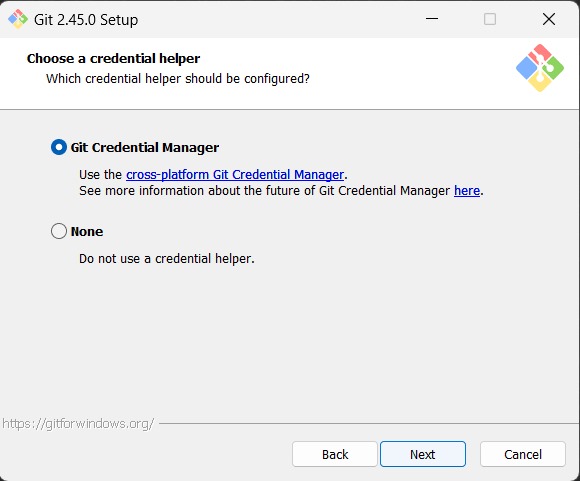 Git 2.45.0 Setup
Choose a credential helper
Which credential helper should be configured?
Git Credential Manager
Use the cross-platform Git Credential Manager.
See more information about the future of Git Credential Manager here.
None
Do not use a credential helper.
https://gitforwindows.org/
Back Next Cancel